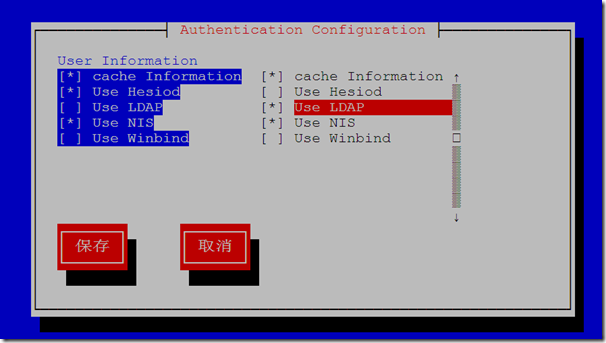 Authentication Configuration
User Information
[*] cache Information [*] cache Information ↑
[*] Use Hesiod [ ] Use Hesiod
[ ] Use LDAP [*] Use LDAP
[*] Use NIS [*] Use NIS
[ ] Use Winbind [ ] Use Winbind
↓
保存 取消